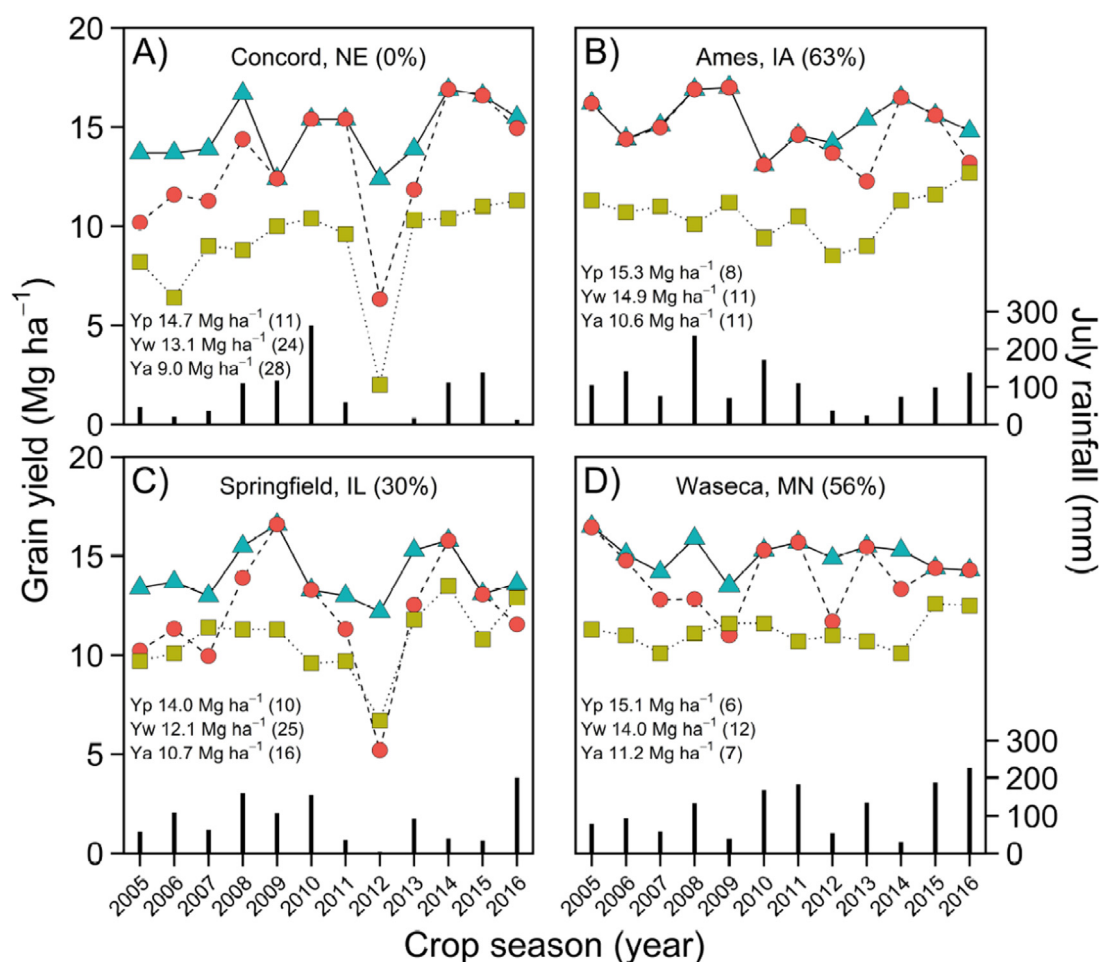 Grain yield (Mg ha⁻¹)
20
15
10
5
0
A)
Concord, NE (0%)
Yp 14.7 Mg ha⁻¹ (11)
Yw 13.1 Mg ha⁻¹ (24)
Ya 9.0 Mg ha⁻¹ (28)
B)
Ames, IA (63%)
Yp 15.3 Mg ha⁻¹ (8)
Yw 14.9 Mg ha⁻¹ (11)
Ya 10.6 Mg ha⁻¹ (11)
300
200
100
0
July rainfall (mm)
20
15
10
5
0
C)
Springfield, IL (30%)
Yp 14.0 Mg ha⁻¹ (10)
Yw 12.1 Mg ha⁻¹ (25)
Ya 10.7 Mg ha⁻¹ (16)
D)
Waseca, MN (56%)
Yp 15.1 Mg ha⁻¹ (6)
Yw 14.0 Mg ha⁻¹ (12)
Ya 11.2 Mg ha⁻¹ (7)
300
200
100
0
2005 2006 2007 2008 2009 2010 2011 2012 2013 2014 2015 2016
2005 2006 2007 2008 2009 2010 2011 2012 2013 2014 2015 2016
Crop season (year)